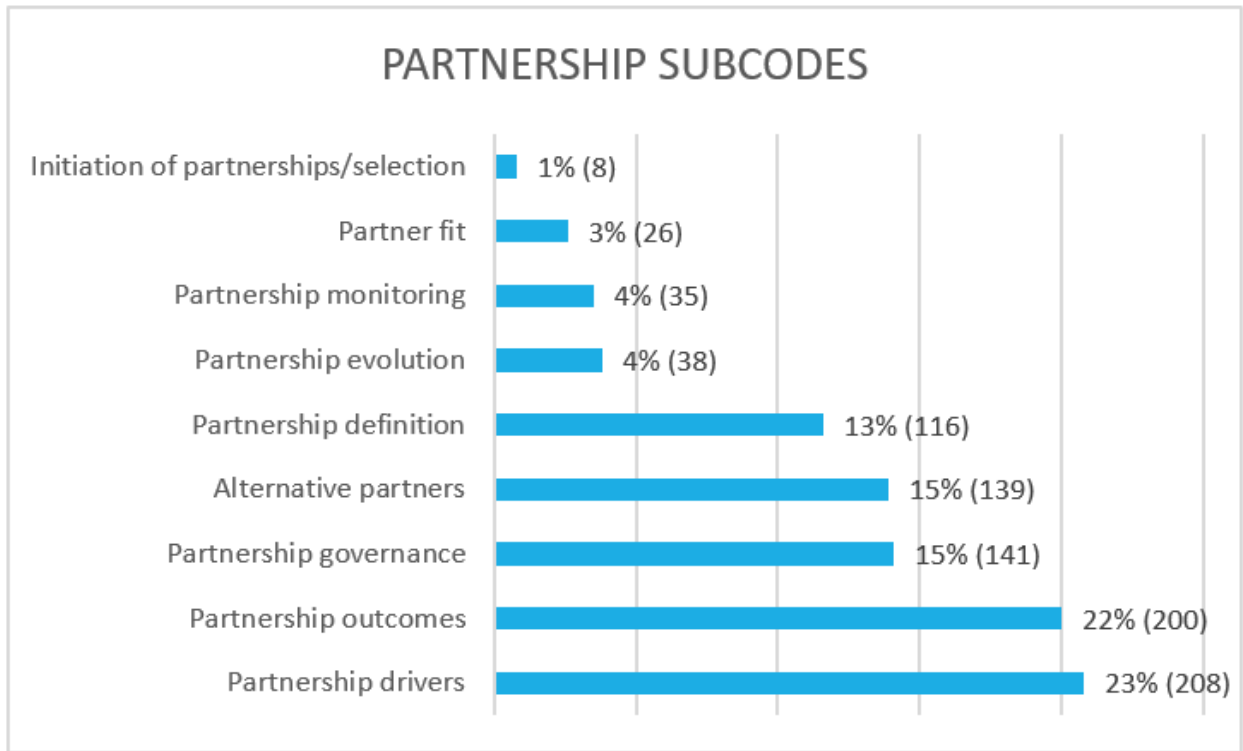 PARTNERSHIP SUBCODES
Initiation of partnerships/selection 1% (8)
Partner fit 3% (26)
Partnership monitoring 4% (35)
Partnership evolution 4% (38)
Partnership definition 13% (116)
Alternative partners 15% (139)
Partnership governance 15% (141)
Partnership outcomes 22% (200)
Partnership drivers 23% (208)